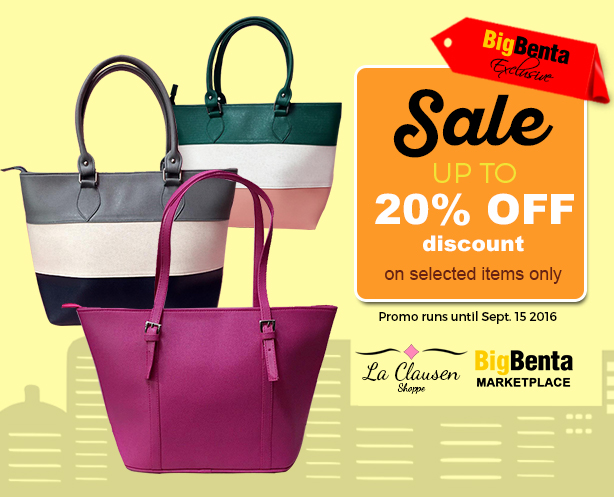 BigBenta
Exclusive
Sale
UP TO
20% OFF
discount
on selected items only
Promo runs until Sept. 15 2016
La Clausen
Shoppe
BigBenta
MARKETPLACE